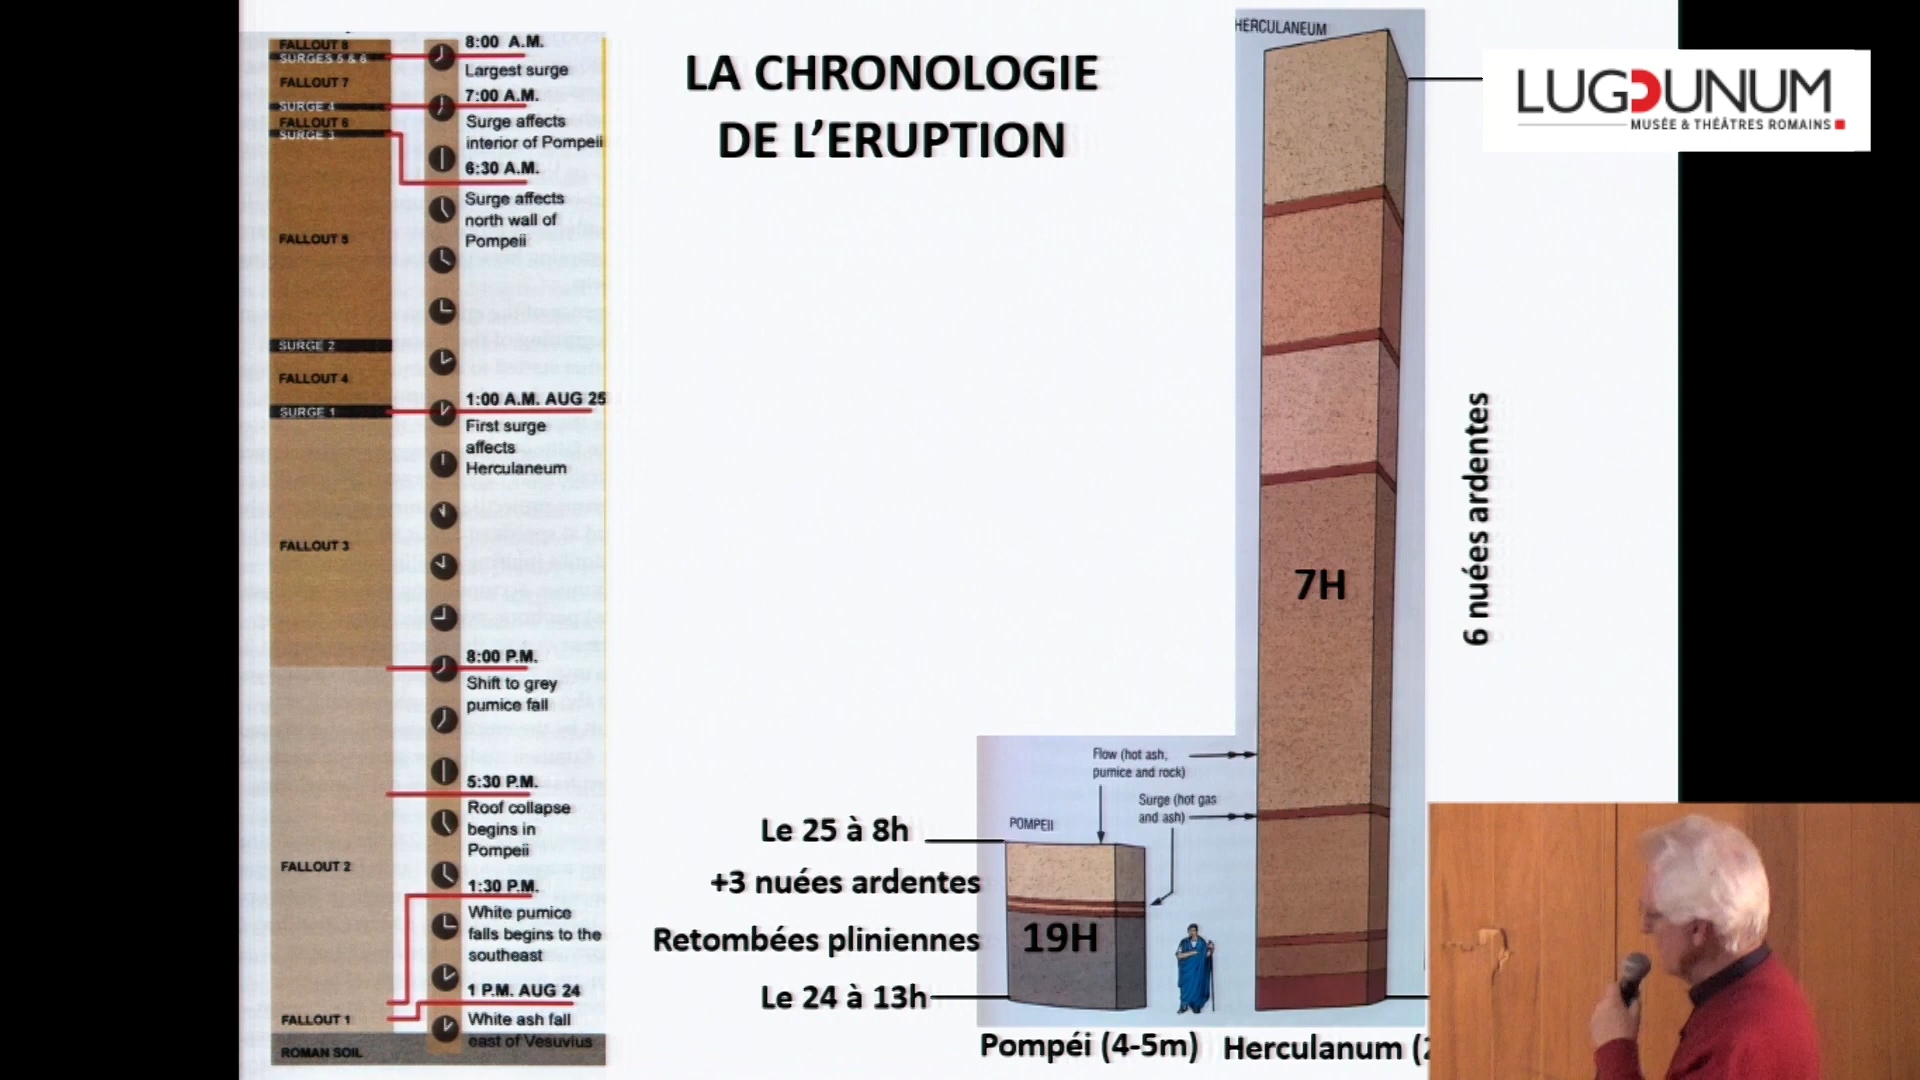 FALLOUT 8
SURGES 5 & 6
FALLOUT 7
SURGE 4
FALLOUT 6
SURGE 3
FALLOUT 5
SURGE 2
FALLOUT 4
SURGE 1
FALLOUT 3
FALLOUT 2
FALLOUT 1
ROMAN SOIL
8:00 A.M.
Largest surge
7:00 A.M.
Surge affects
interior of Pompeii
6:30 A.M.
Surge affects
north wall of
Pompeii
1:00 A.M. AUG 25
First surge
affects
Herculaneum
8:00 P.M.
Shift to grey
pumice fall
5:30 P.M.
Roof collapse
begins in
Pompeii
1:30 P.M.
White pumice
falls begins to the
southeast
1 P.M. AUG 24
White ash fall
east of Vesuvius
LA CHRONOLOGIE
DE L’ERUPTION
Le 25 à 8h
+3 nuées ardentes
Retombées pliniennes
Le 24 à 13h
POMPEII
19H
Flow (hot ash,
pumice and rock)
Surge (hot gas
and ash)
Pompéi (4-5m)
HERCULANEUM
7H
Herculanum (2
6 nuées ardentes
LUGDUNUM
MUSÉE & THÉÂTRES ROMAINS